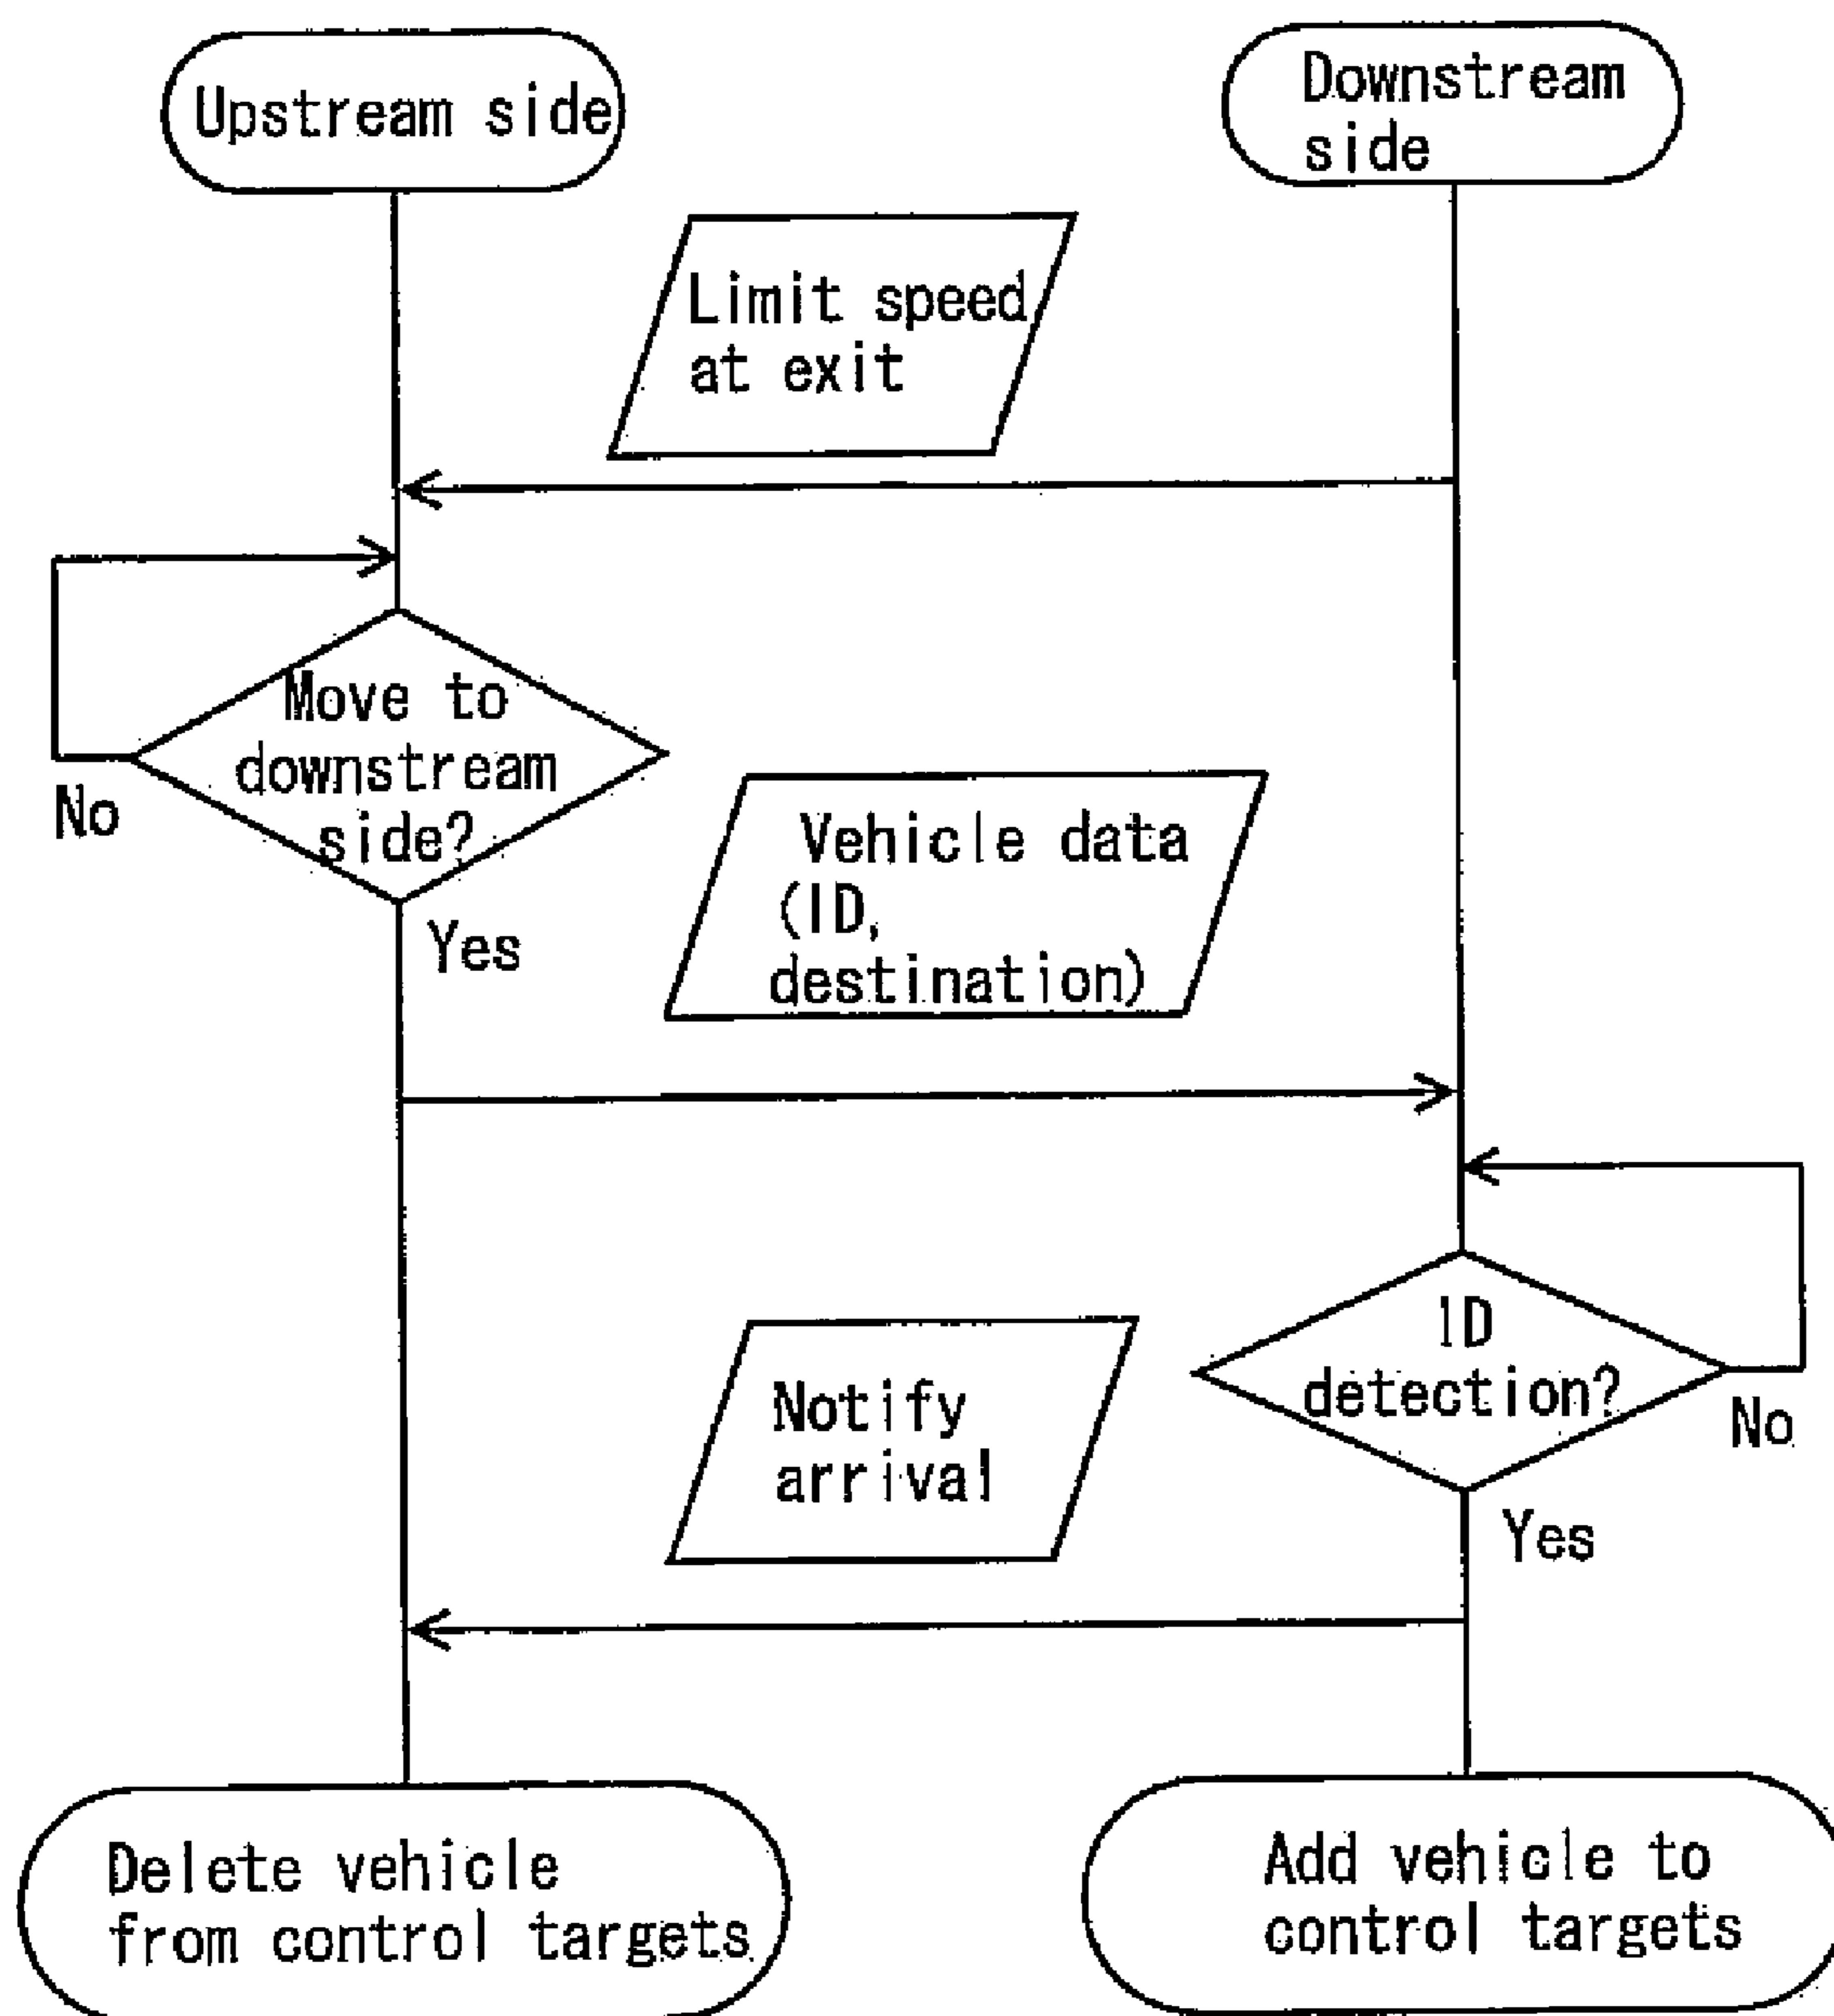 Upstream side
Downstream
side
Limit speed
at exit
Move to
downstream
side?
No
Yes
Vehicle data
(ID,
destination)
ID
detection?
No
Yes
Notify
arrival
Delete vehicle
from control targets
Add vehicle to
control targets